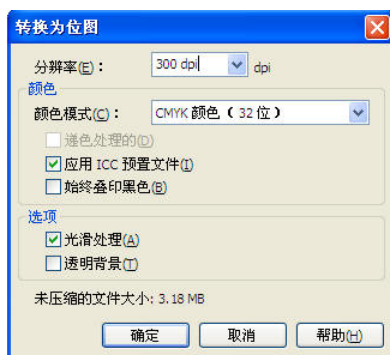 转换为位图
分辨率(E)： 300 dpi dpi
颜色
颜色模式(C)： CMYK 颜色（32 位）
递色处理的(D)
应用 ICC 预置文件(I)
始终叠印黑色(B)
选项
光滑处理(A)
透明背景(T)
未压缩的文件大小: 3.18 MB
确定 取消 帮助(H)